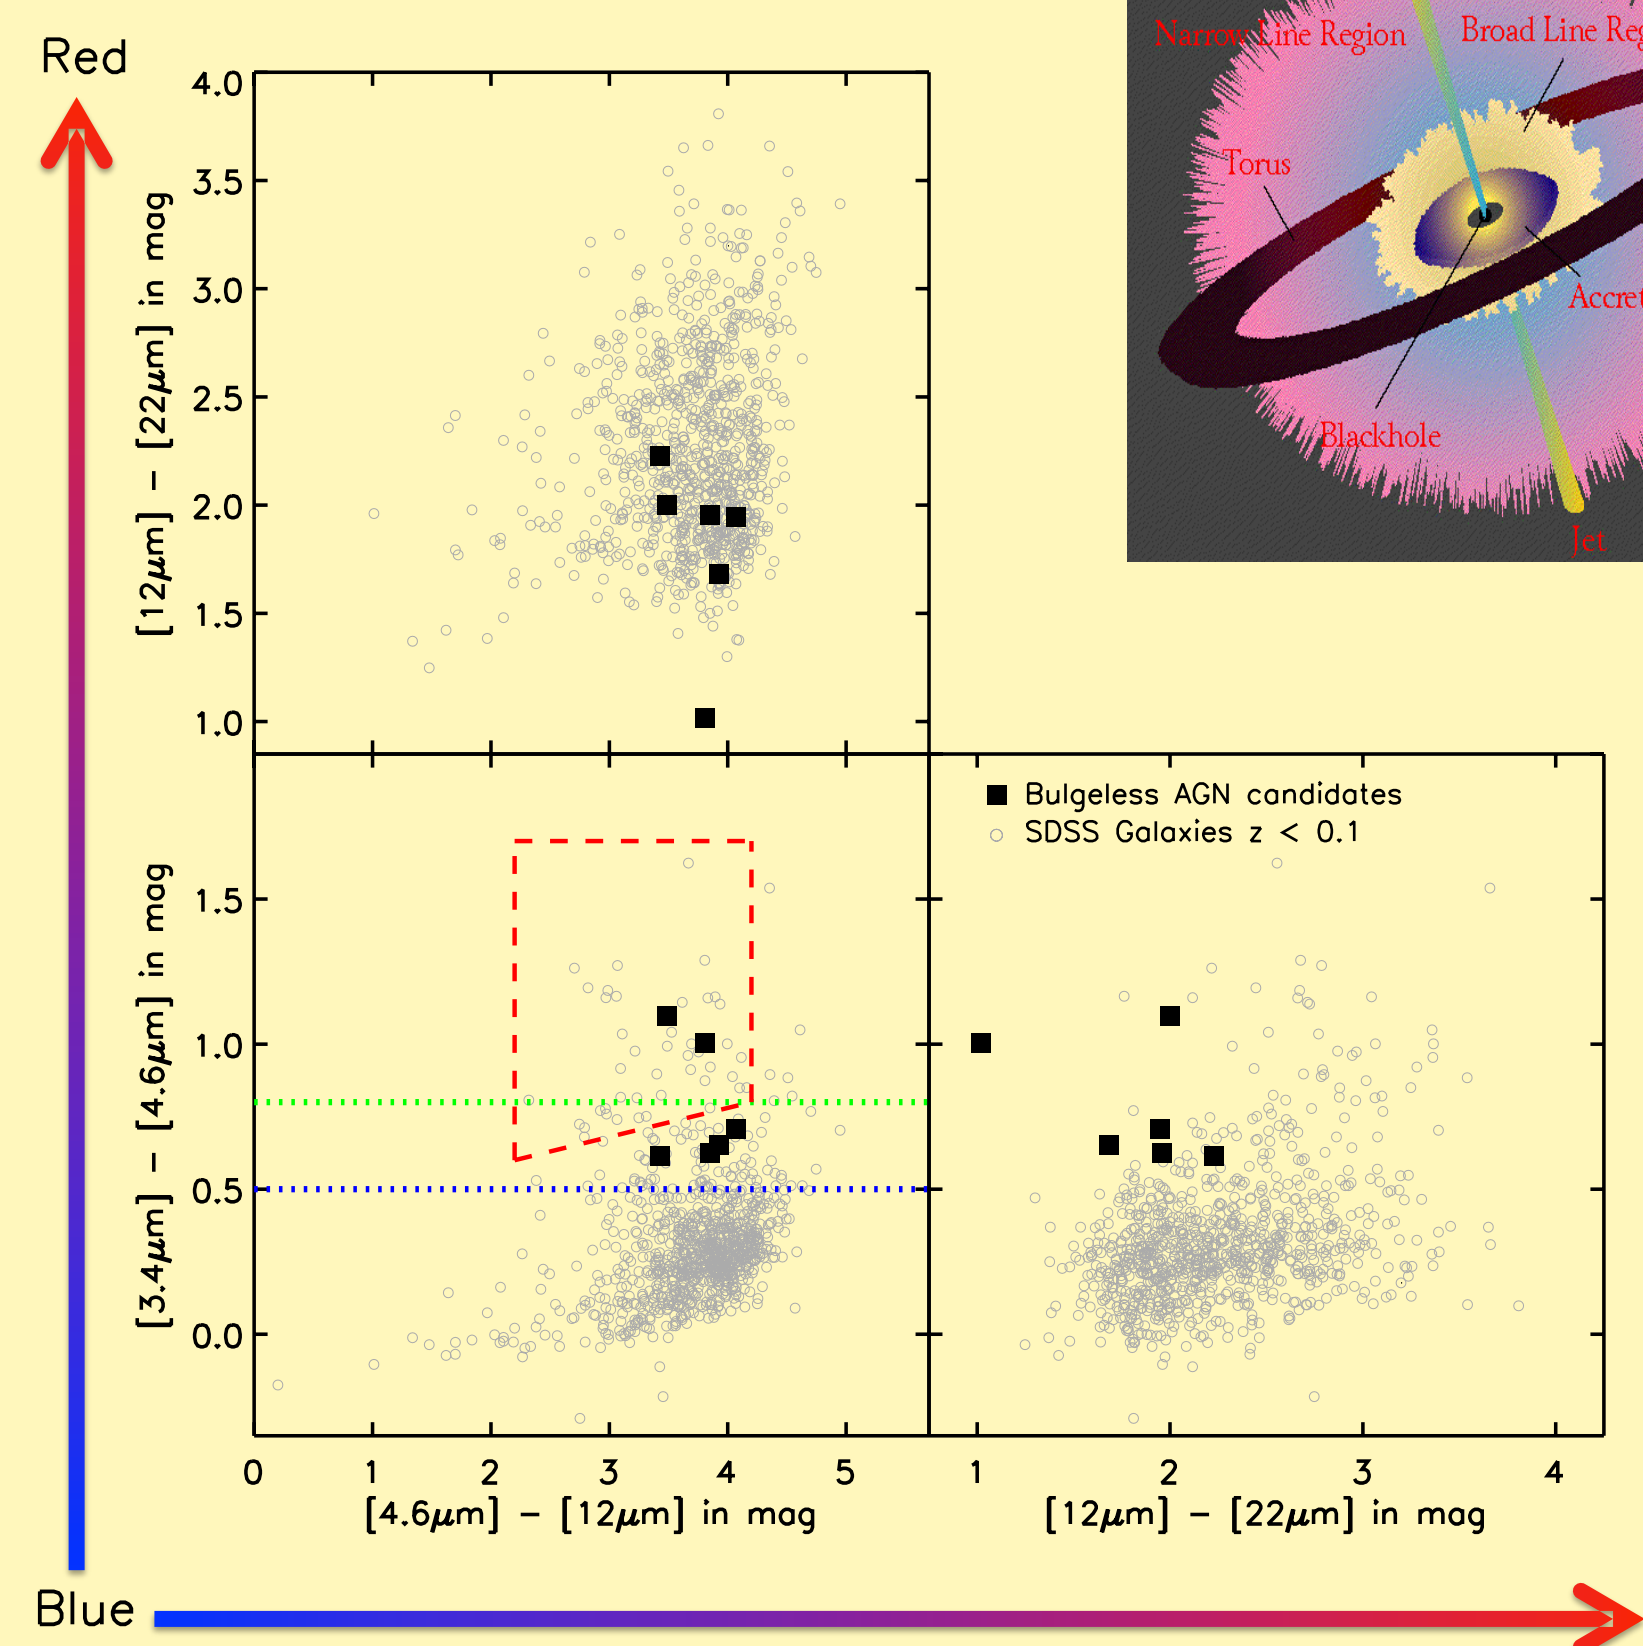 Red
Narrow Line Region
Broad Line Reg
Torus
Accret
Blackhole
Jet
4.0
3.5
3.0
2.5
2.0
1.5
1.0
[12μm] − [22μm] in mag
Bulgeless AGN candidates
SDSS Galaxies z < 0.1
1.5
1.0
0.5
0.0
[3.4μm] − [4.6μm] in mag
0 1 2 3 4 5 1 2 3 4
[4.6μm] − [12μm] in mag
[12μm] − [22μm] in mag
Blue